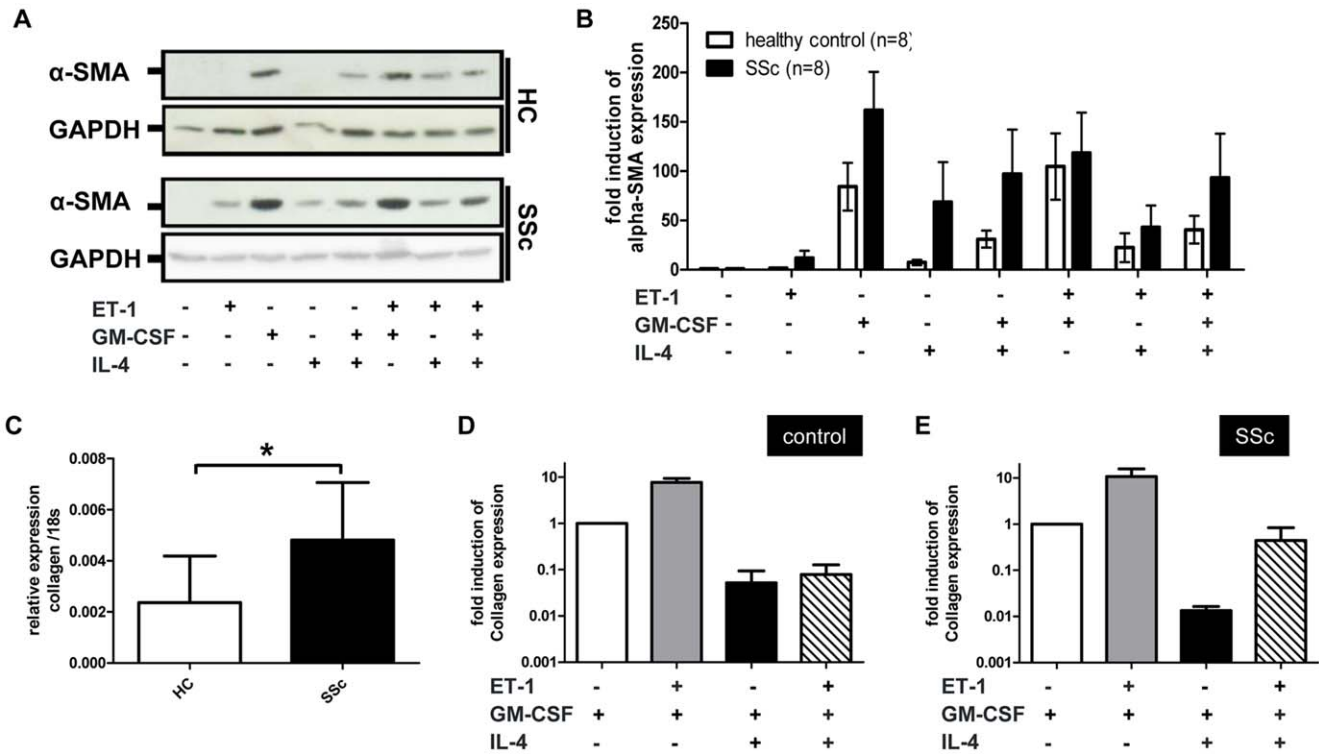 A
α-SMA
GAPDH
HC
α-SMA
GAPDH
SSc
ET-1 - + - - - + + +
GM-CSF - - + - + + - +
IL-4 - - - + + - + +
B
fold induction of
alpha-SMA expression
250
200
150
100
50
0
healthy control (n=8)
SSc (n=8)
ET-1 - + - - - + + +
GM-CSF - - + - + + - +
IL-4 - - - + + - + +
C
relative expression
collagen /18s
0.008
0.006
0.004
0.002
0.000
*
HC
SSc
D
control
fold induction of
Collagen expression
10
1
0.1
0.01
0.001
ET-1 - + - +
GM-CSF + + + +
IL-4 - - + +
E
SSc
fold induction of
Collagen expression
10
1
0.1
0.01
0.001
ET-1 - + - +
GM-CSF + + + +
IL-4 - - + +